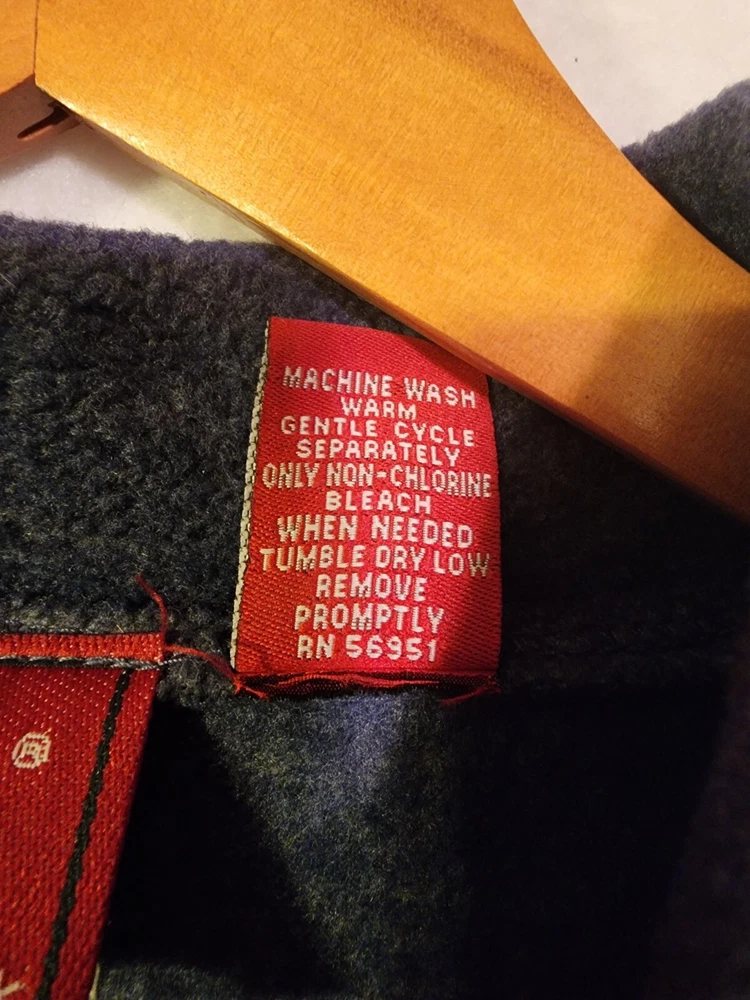 MACHINE WASH
WARM
GENTLE CYCLE
SEPARATELY
ONLY NON-CHLORINE
BLEACH
WHEN NEEDED
TUMBLE DRY LOW
REMOVE
PROMPTLY
RN 56951
®